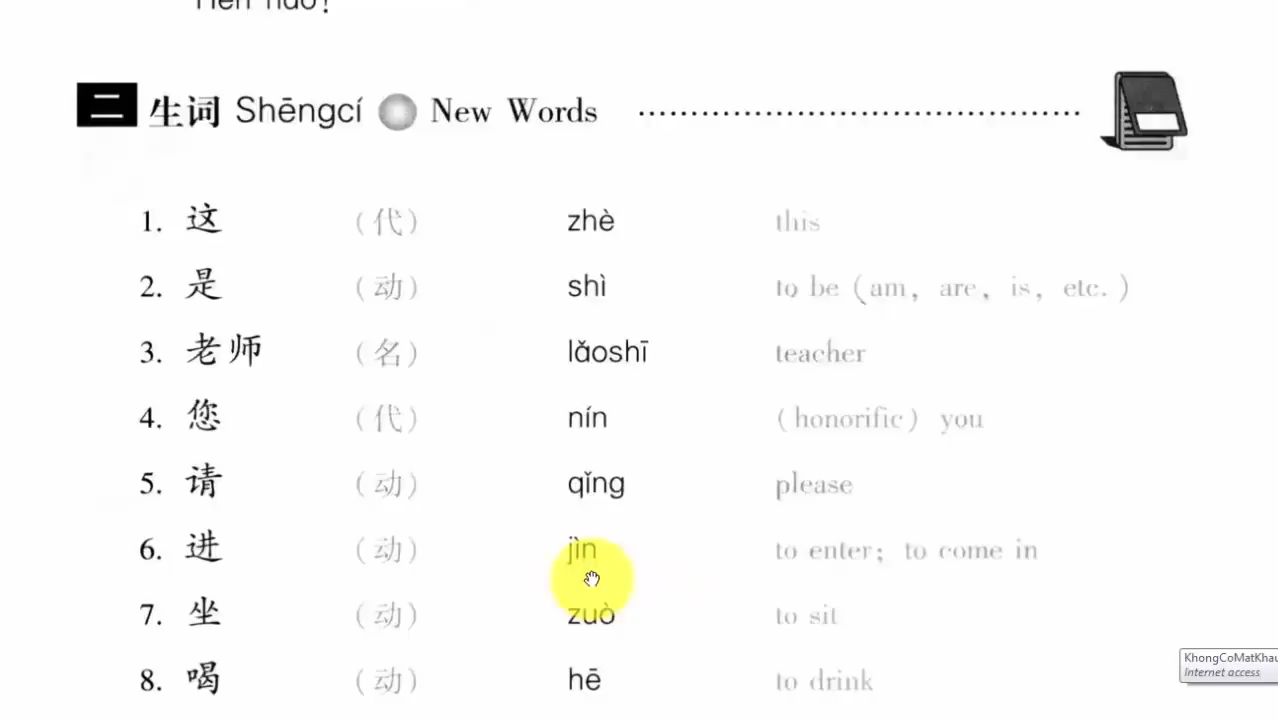 二 生词 Shēngcí New Words
1. 这 (代) zhè this
2. 是 (动) shì to be (am, are, is, etc.)
3. 老师 (名) lǎoshī teacher
4. 您 (代) nín (honorific) you
5. 请 (动) qǐng please
6. 进 (动) jìn to enter; to come in
7. 坐 (动) zuò to sit
8. 喝 (动) hē to drink
Internet access